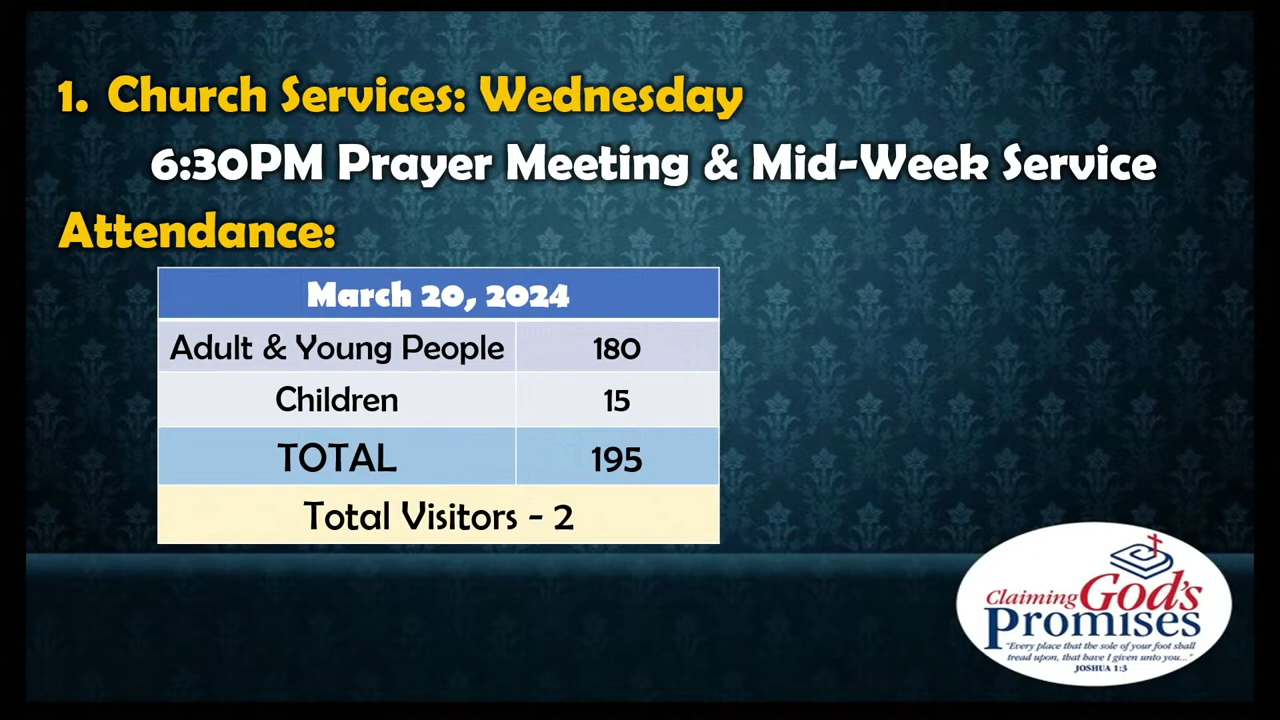 1. Church Services: Wednesday
6:30PM Prayer Meeting & Mid-Week Service
Attendance:
March 20, 2024
Adult & Young People 180
Children 15
TOTAL 195
Total Visitors - 2
Claiming God's
Promises
"Every place that the sole of your foot shall
tread upon, that have I given unto you..."
JOSHUA 1:3